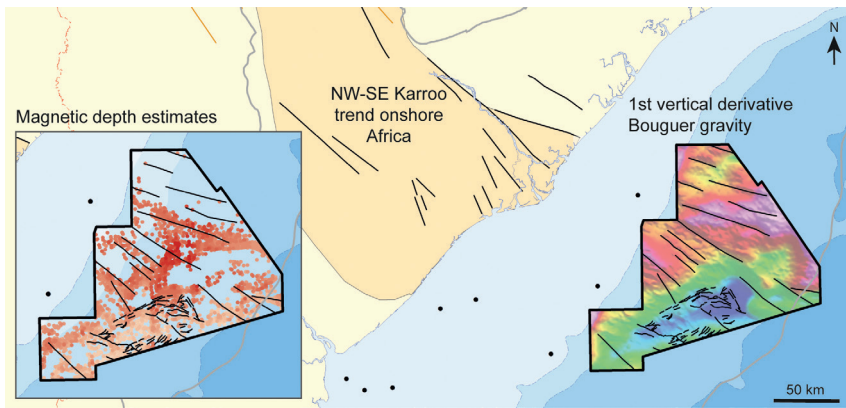 N
NW-SE Karroo
trend onshore
Africa
Magnetic depth estimates
1st vertical derivative
Bouguer gravity
50 km